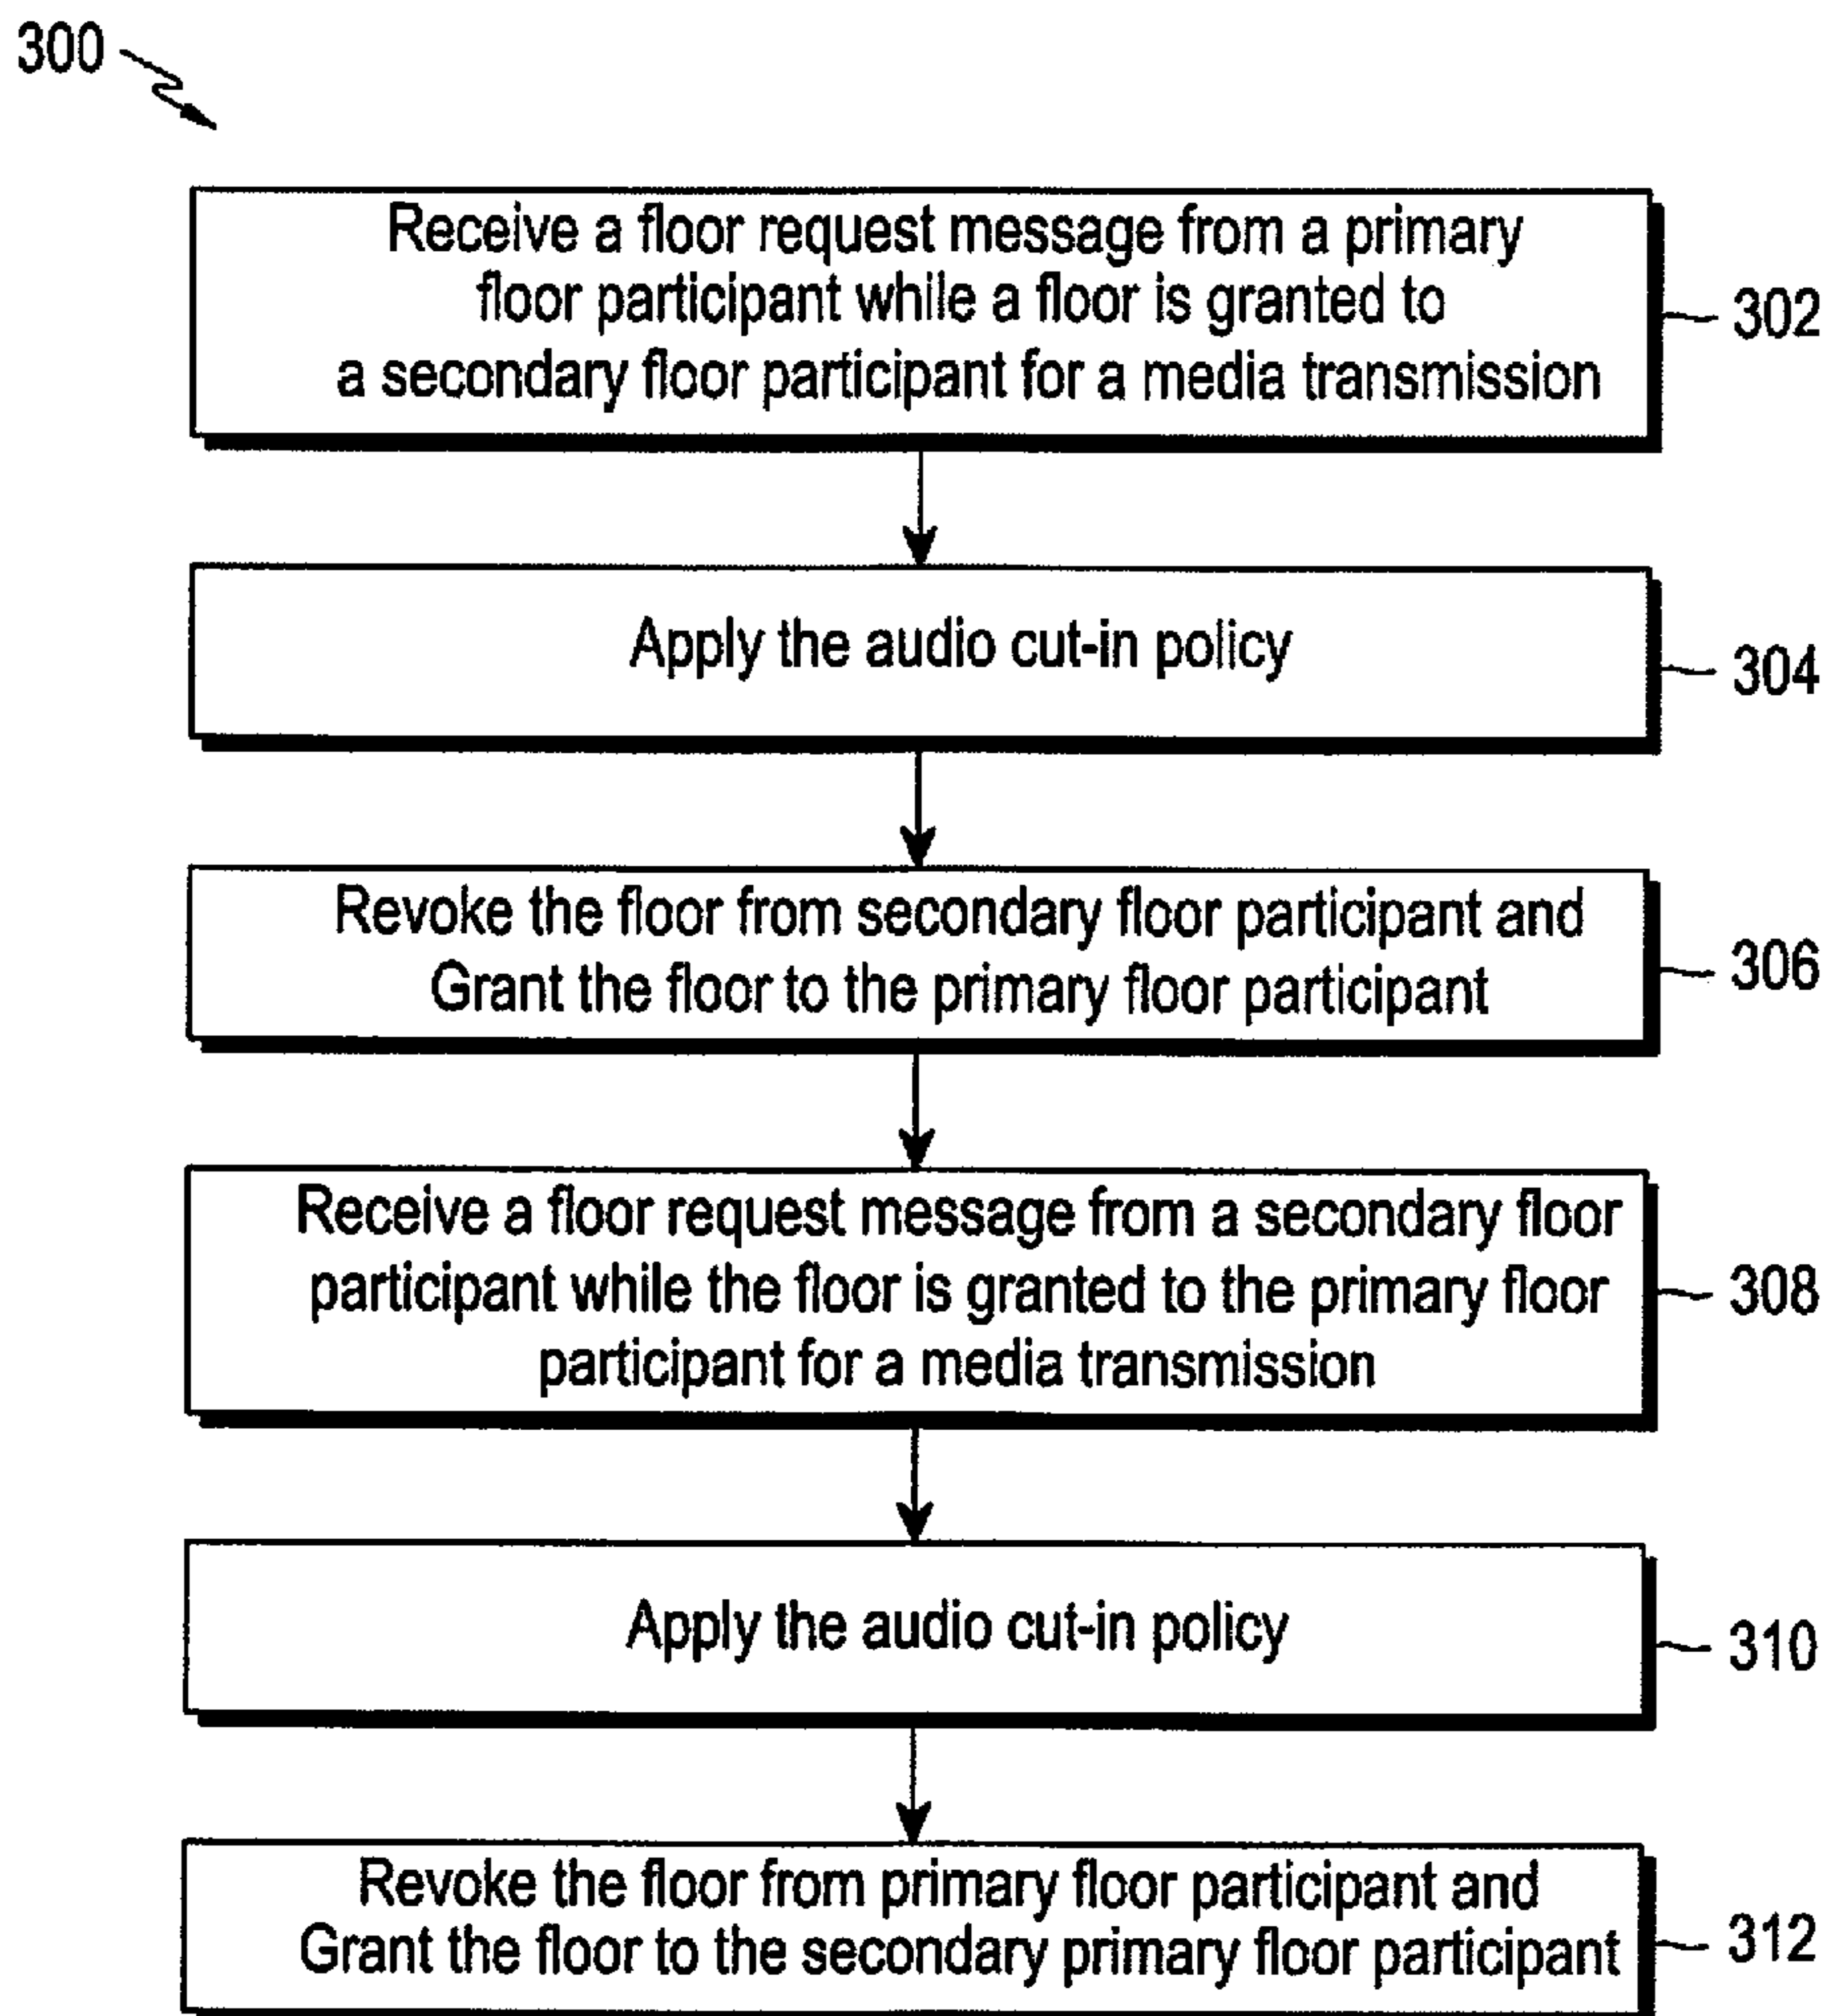 300
Receive a floor request message from a primary
floor participant while a floor is granted to
a secondary floor participant for a media transmission
302
Apply the audio cut-in policy
304
Revoke the floor from secondary floor participant and
Grant the floor to the primary floor participant
306
Receive a floor request message from a secondary floor
participant while the floor is granted to the primary floor
participant for a media transmission
308
Apply the audio cut-in policy
310
Revoke the floor from primary floor participant and
Grant the floor to the secondary primary floor participant
312